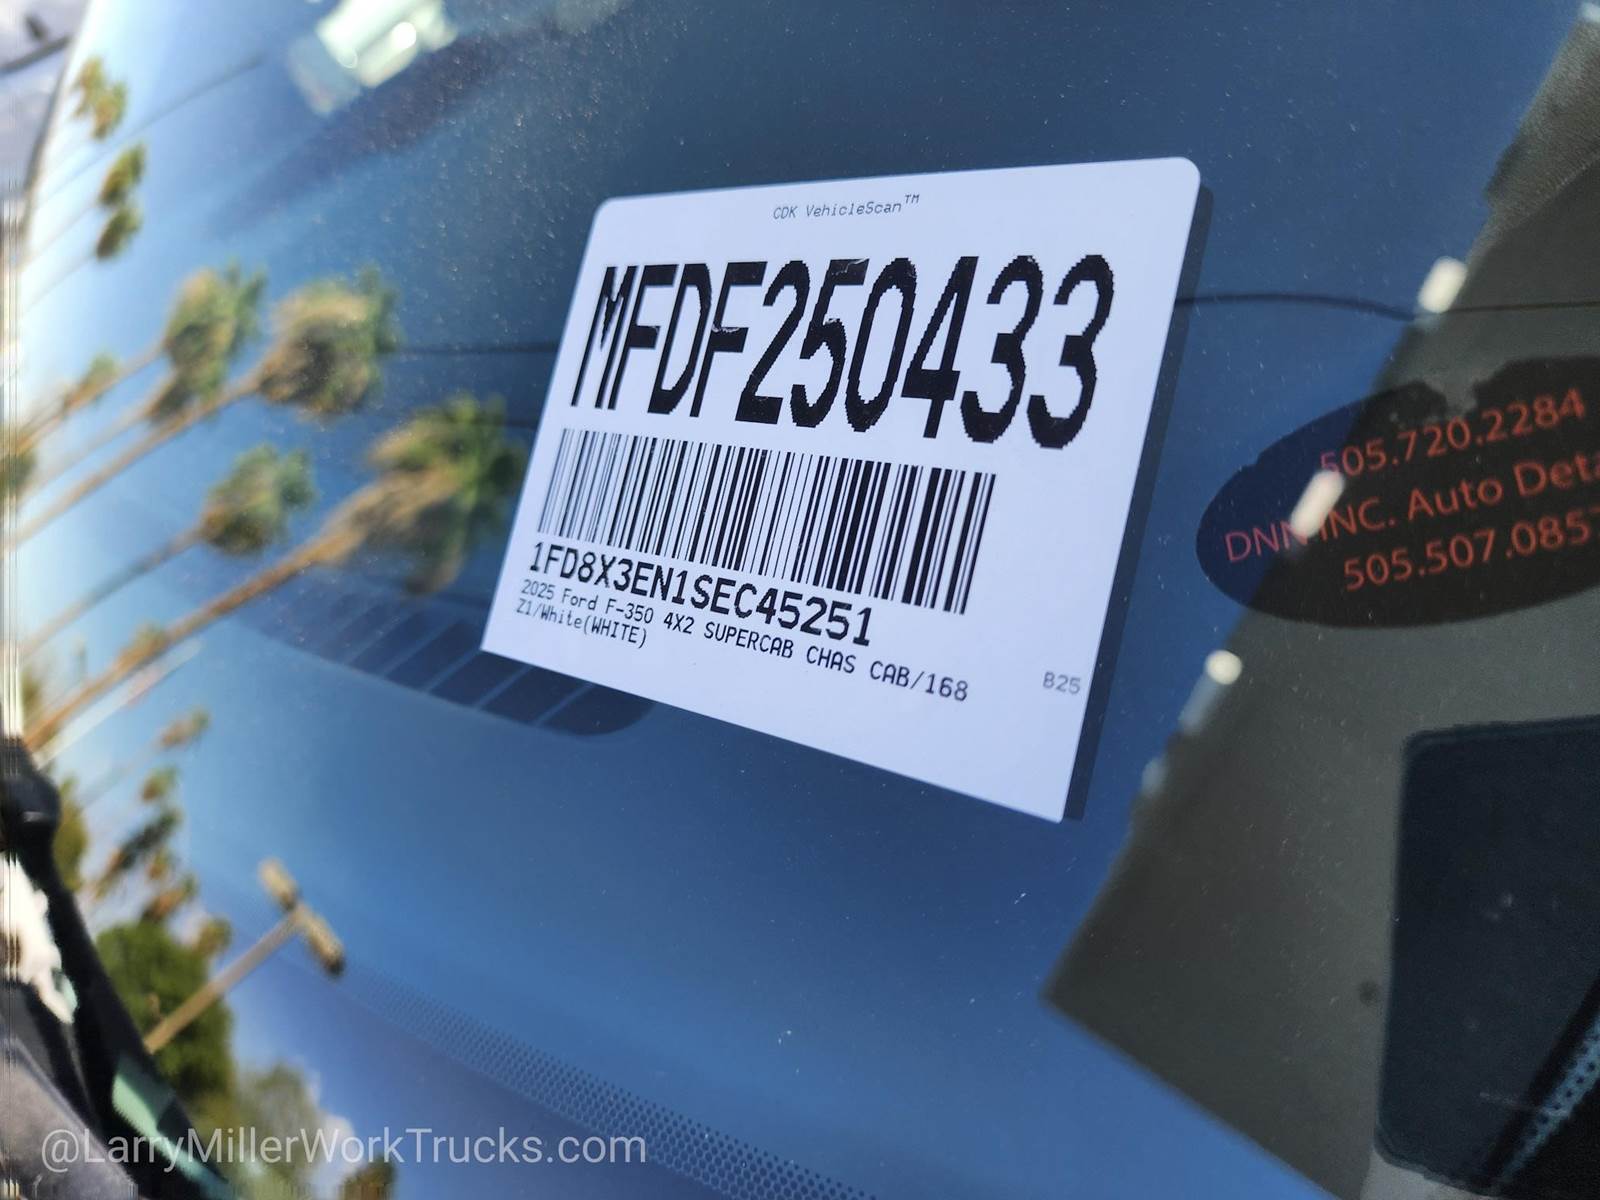 CDK VehicleScan™
MFDF250433
1FD8X3EN1SEC45251
2025 Ford F-350 4X2 SUPERCAB CHAS CAB/168
Z1/White(WHITE)
B25
505.720.2284
DNN INC. Auto
505.507.085
@LarryMillerWorkTrucks.com